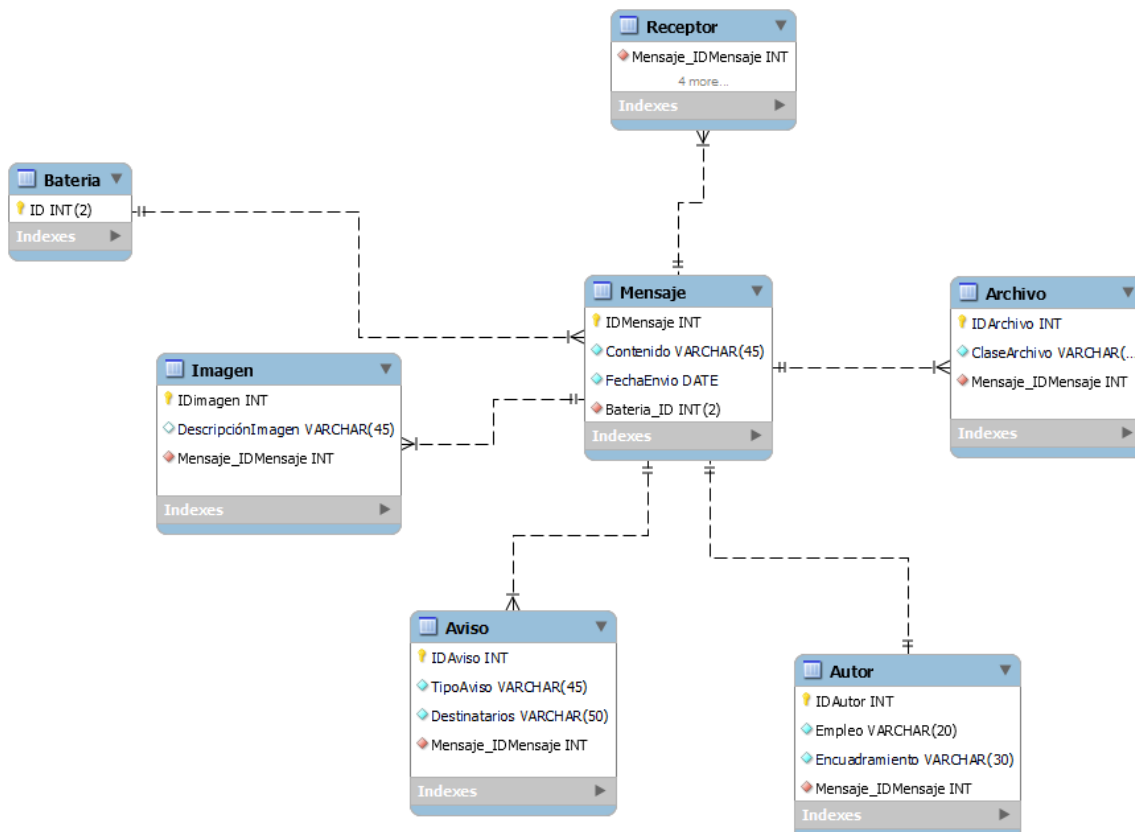 Receptor
Mensaje_IDMensaje INT
4 more...
Indexes
Bateria
ID INT(2)
Indexes
Mensaje
IDMensaje INT
Contenido VARCHAR(45)
FechaEnvio DATE
Bateria_ID INT(2)
Indexes
Archivo
IDArchivo INT
ClaseArchivo VARCHAR(...
Mensaje_IDMensaje INT
Indexes
Imagen
IDimagen INT
DescripciónImagen VARCHAR(45)
Mensaje_IDMensaje INT
Indexes
Aviso
IDAviso INT
TipoAviso VARCHAR(45)
Destinatarios VARCHAR(50)
Mensaje_IDMensaje INT
Indexes
Autor
IDAutor INT
Empleo VARCHAR(20)
Encuadramiento VARCHAR(30)
Mensaje_IDMensaje INT
Indexes